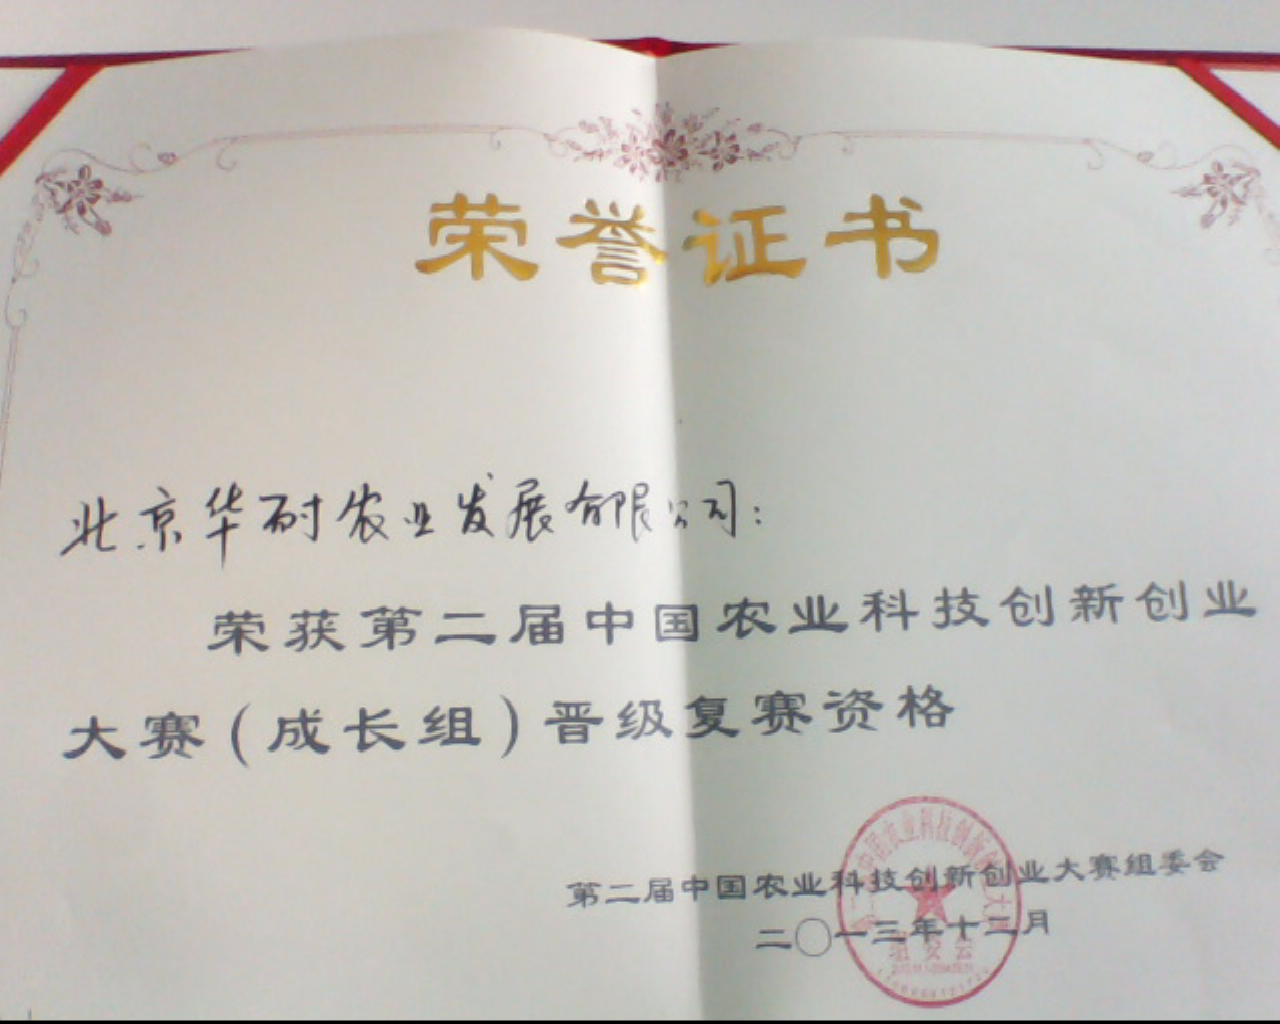 荣誉证书
北京华耐农业发展有限公司:
荣获第二届中国农业科技创新创业
大赛(成长组)晋级复赛资格
第二届中国农业科技创新创业大赛组委会
二〇一三年十二月
组委会